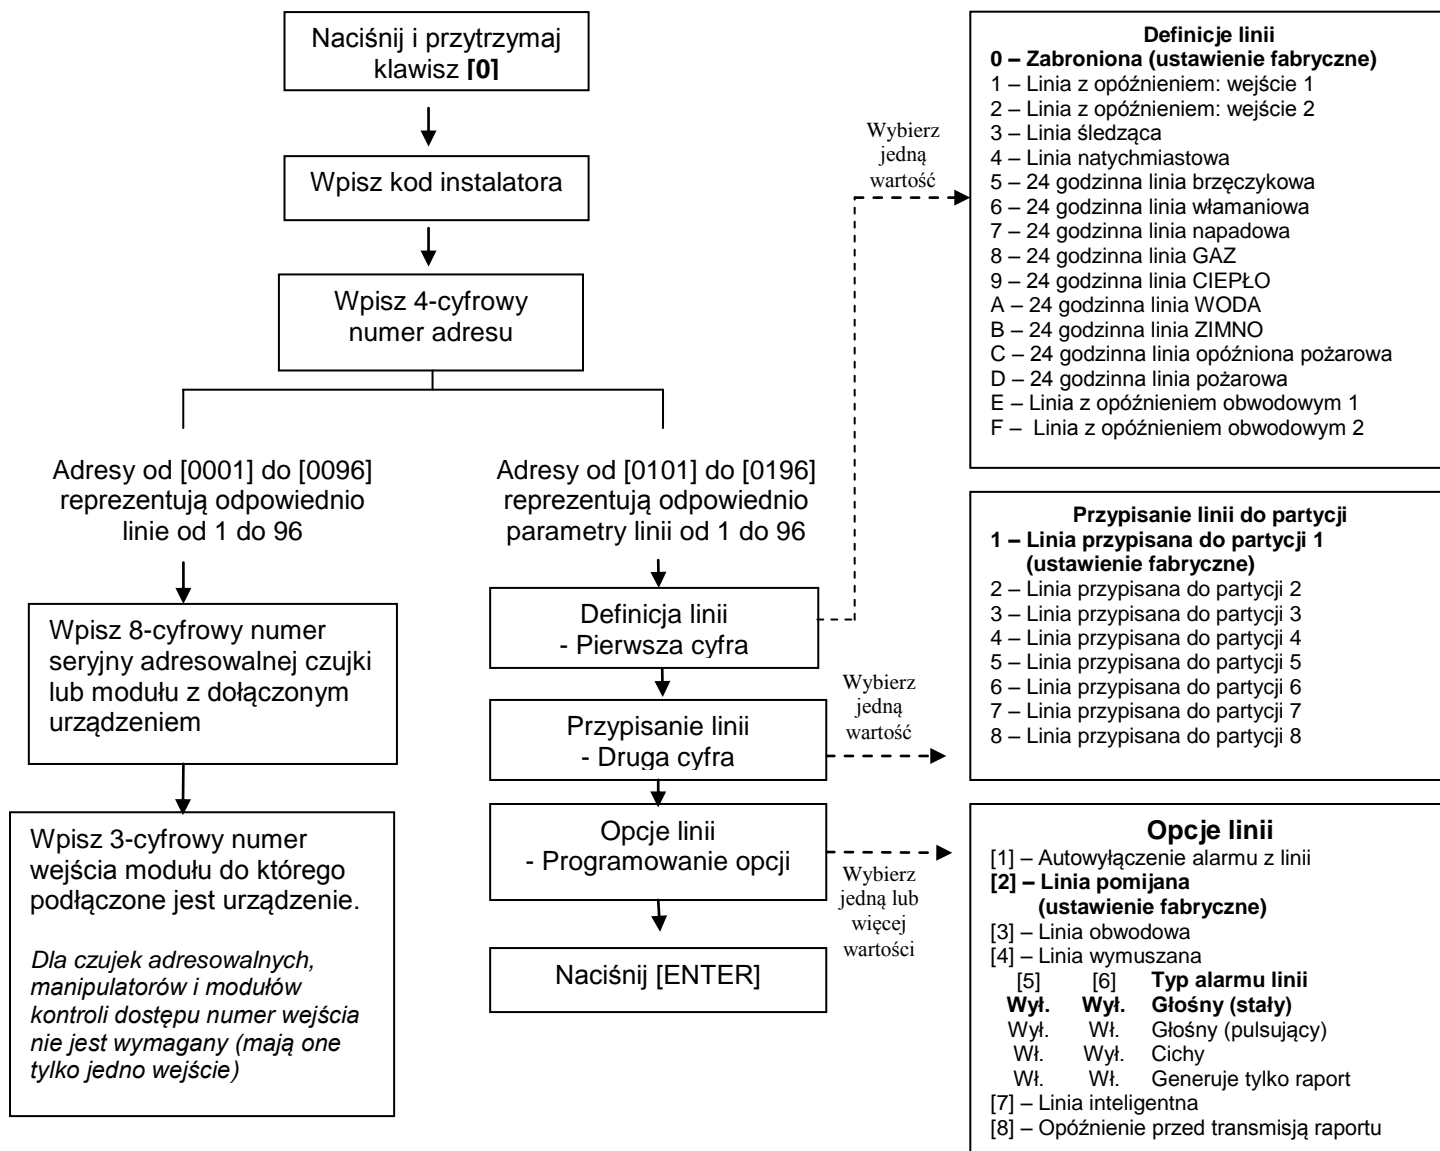 Naciśnij i przytrzymaj
klawisz [0]
Wpisz kod instalatora
Wpisz 4-cyfrowy
numer adresu
Adresy od [0001] do [0096]
reprezentują odpowiednio
linie od 1 do 96
Wpisz 8-cyfrowy numer
seryjny adresowalnej czujki
lub modułu z dołączonym
urządzeniem
Wpisz 3-cyfrowy numer
wejścia modułu do którego
podłączone jest urządzenie.
Dla czujek adresowalnych,
manipulatorów i modułów
kontroli dostępu numer wejścia
nie jest wymagany (mają one
tylko jedno wejście)
Adresy od [0101] do [0196]
reprezentują odpowiednio
parametry linii od 1 do 96
Definicja linii
- Pierwsza cyfra
Przypisanie linii
- Druga cyfra
Opcje linii
- Programowanie opcji
Naciśnij [ENTER]
Wybierz
jedną
wartość
Definicje linii
0 – Zabroniona (ustawienie fabryczne)
1 – Linia z opóźnieniem: wejście 1
2 – Linia z opóźnieniem: wejście 2
3 – Linia śledząca
4 – Linia natychmiastowa
5 – 24 godzinna linia brzęczykowa
6 – 24 godzinna linia włamaniowa
7 – 24 godzinna linia napadowa
8 – 24 godzinna linia GAZ
9 – 24 godzinna linia CIEPŁO
A – 24 godzinna linia WODA
B – 24 godzinna linia ZIMNO
C – 24 godzinna linia opóźniona pożarowa
D – 24 godzinna linia pożarowa
E – Linia z opóźnieniem obwodowym 1
F – Linia z opóźnieniem obwodowym 2
Wybierz
jedną
wartość
Przypisanie linii do partycji
1 – Linia przypisana do partycji 1
(ustawienie fabryczne)
2 – Linia przypisana do partycji 2
3 – Linia przypisana do partycji 3
4 – Linia przypisana do partycji 4
5 – Linia przypisana do partycji 5
6 – Linia przypisana do partycji 6
7 – Linia przypisana do partycji 7
8 – Linia przypisana do partycji 8
Wybierz
jedną lub
więcej
wartości
Opcje linii
[1] – Autowyłączenie alarmu z linii
[2] – Linia pomijana
(ustawienie fabryczne)
[3] – Linia obwodowa
[4] – Linia wymuszana
[5] [6] Typ alarmu linii
Wył. Wył. Głośny (stały)
Wył. Wł. Głośny (pulsujący)
Wł. Wył. Cichy
Wł. Wł. Generuje tylko raport
[7] – Linia inteligentna
[8] – Opóźnienie przed transmisją raportu